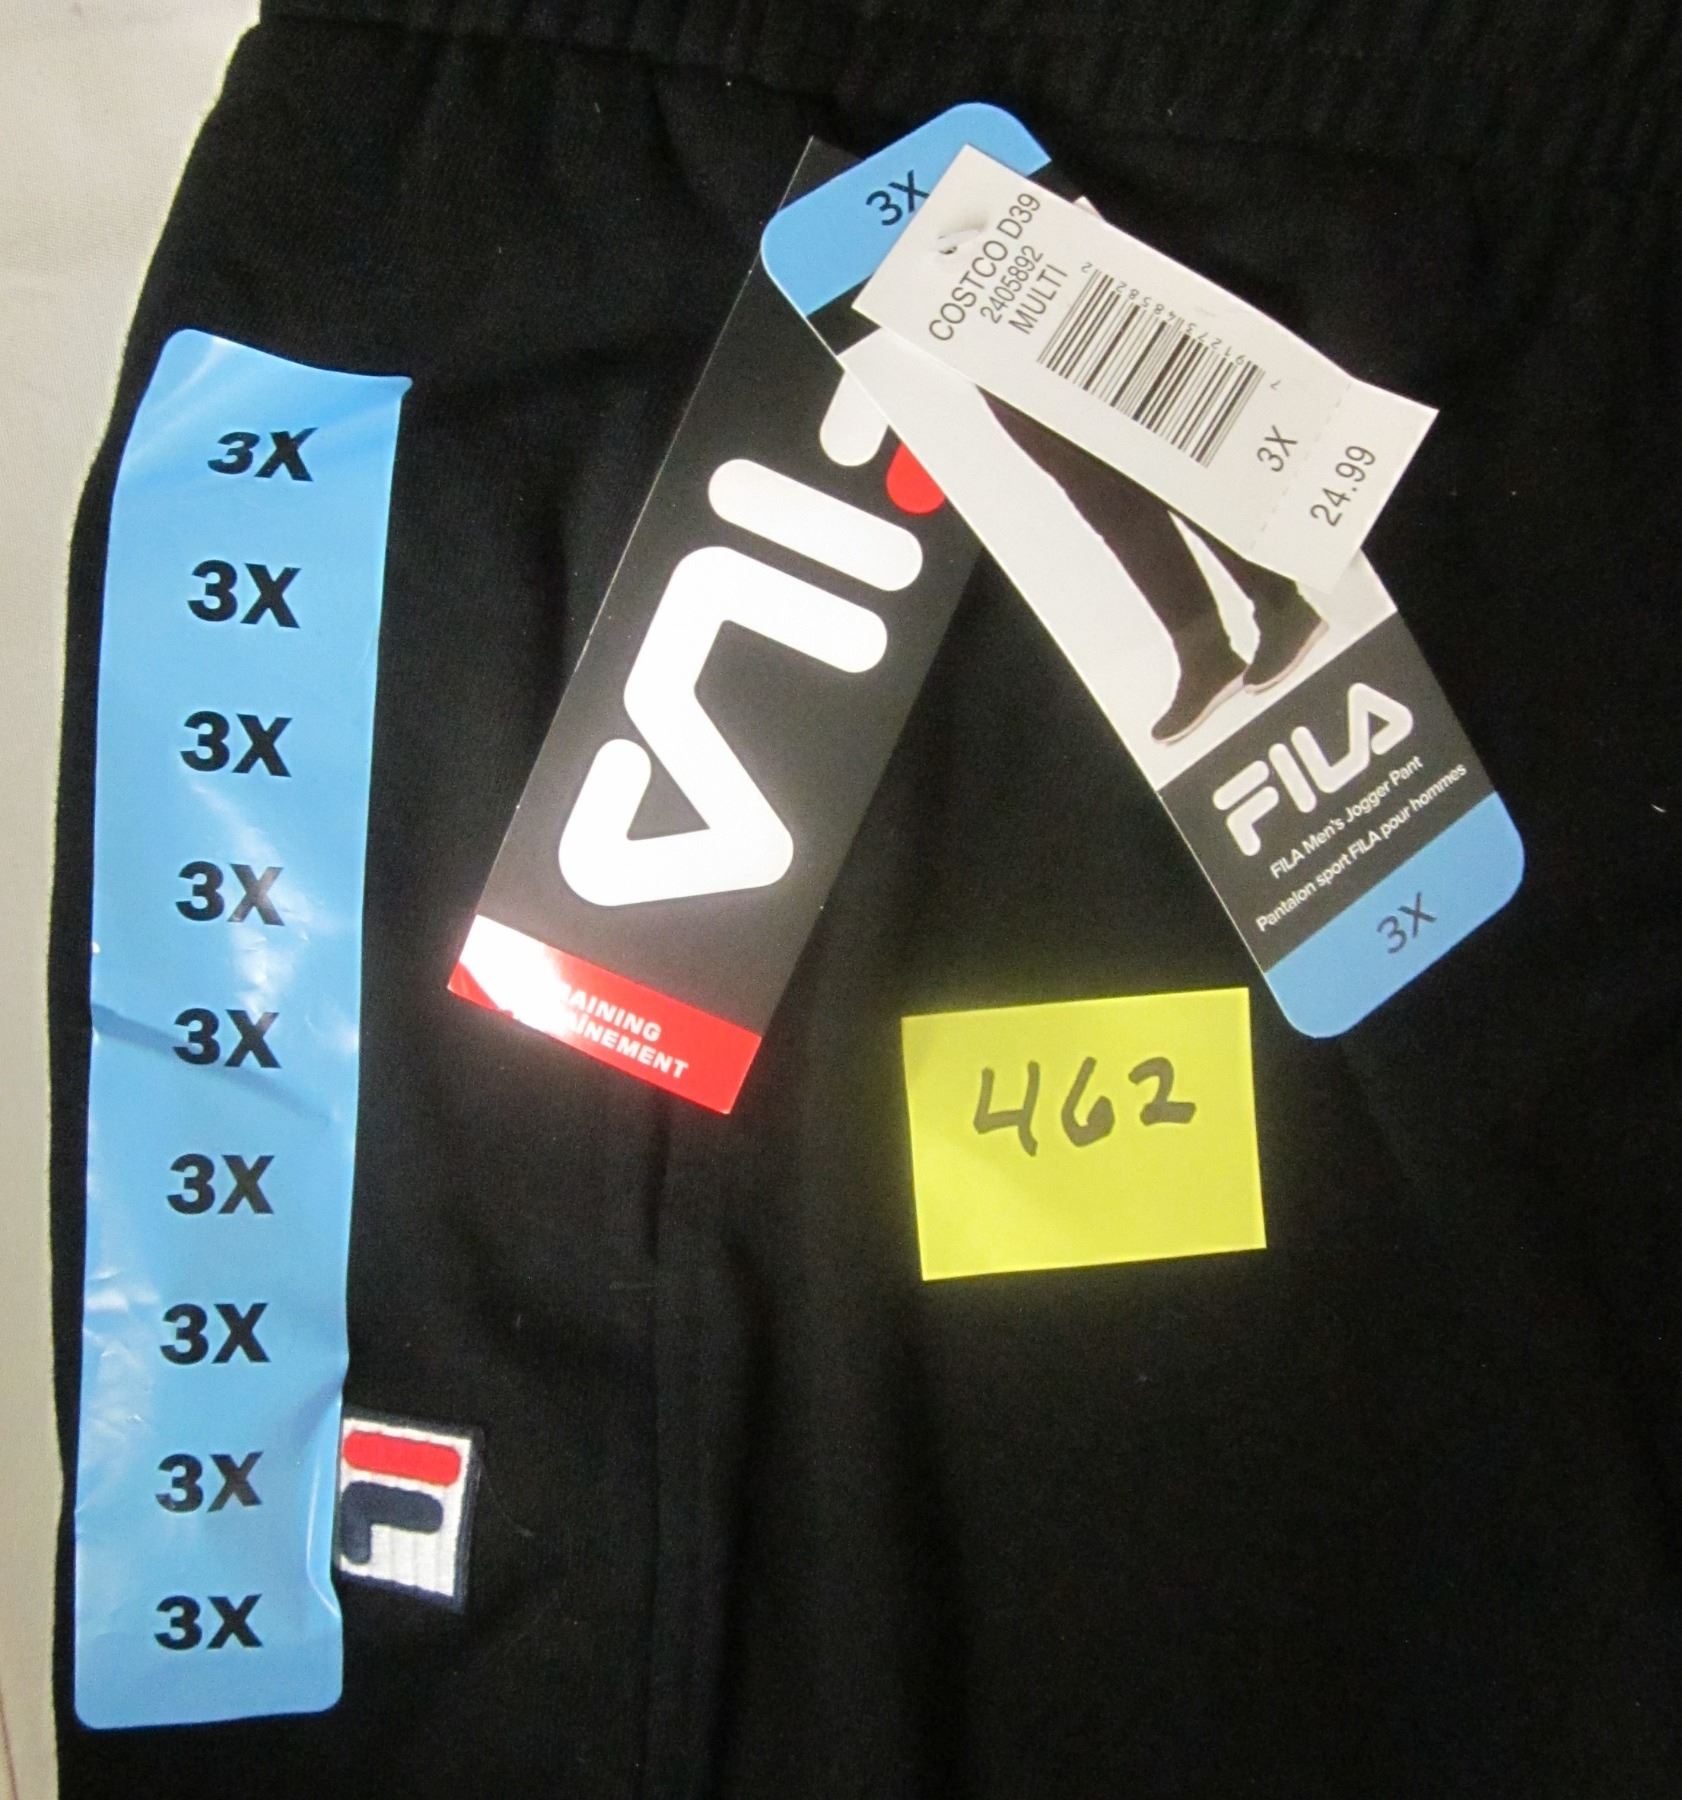 3X
3X
3X
3X
3X
3X
3X
3X
3X
3X
COSTCO D39
2405892
MULTI
3X
24.99
FILA
FILA Men's Jogger Pant
Pantalon sport FILA pour hommes
3X
462